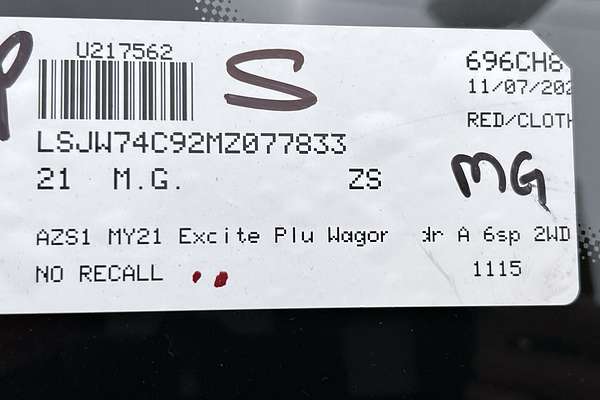 U217562
S
696CH8
11/07/202
RED/CLOTH
LSJW74C92MZ077833
MG
21 M.G. ZS
AZS1 MY21 Excite Plu Wagon dr A 6sp 2WD
NO RECALL
1115